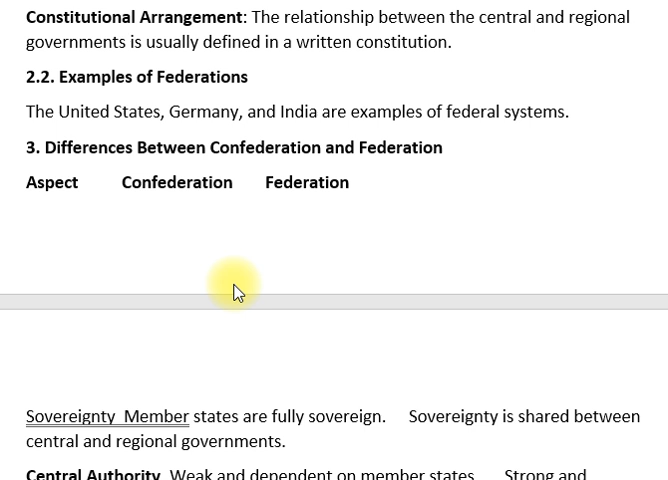 Constitutional Arrangement: The relationship between the central and regional
governments is usually defined in a written constitution.
2.2. Examples of Federations
The United States, Germany, and India are examples of federal systems.
3. Differences Between Confederation and Federation
Aspect Confederation Federation
Sovereignty Member states are fully sovereign. Sovereignty is shared between
central and regional governments.
Central Authority Weak and dependent on member states Strong and